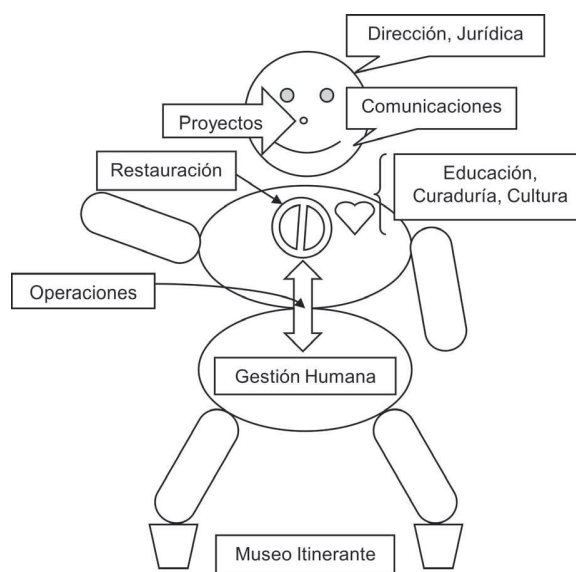 Dirección, Jurídica
Comunicaciones
Proyectos
Restauración
Educación,
Curaduría, Cultura
Operaciones
Gestión Humana
Museo Itinerante